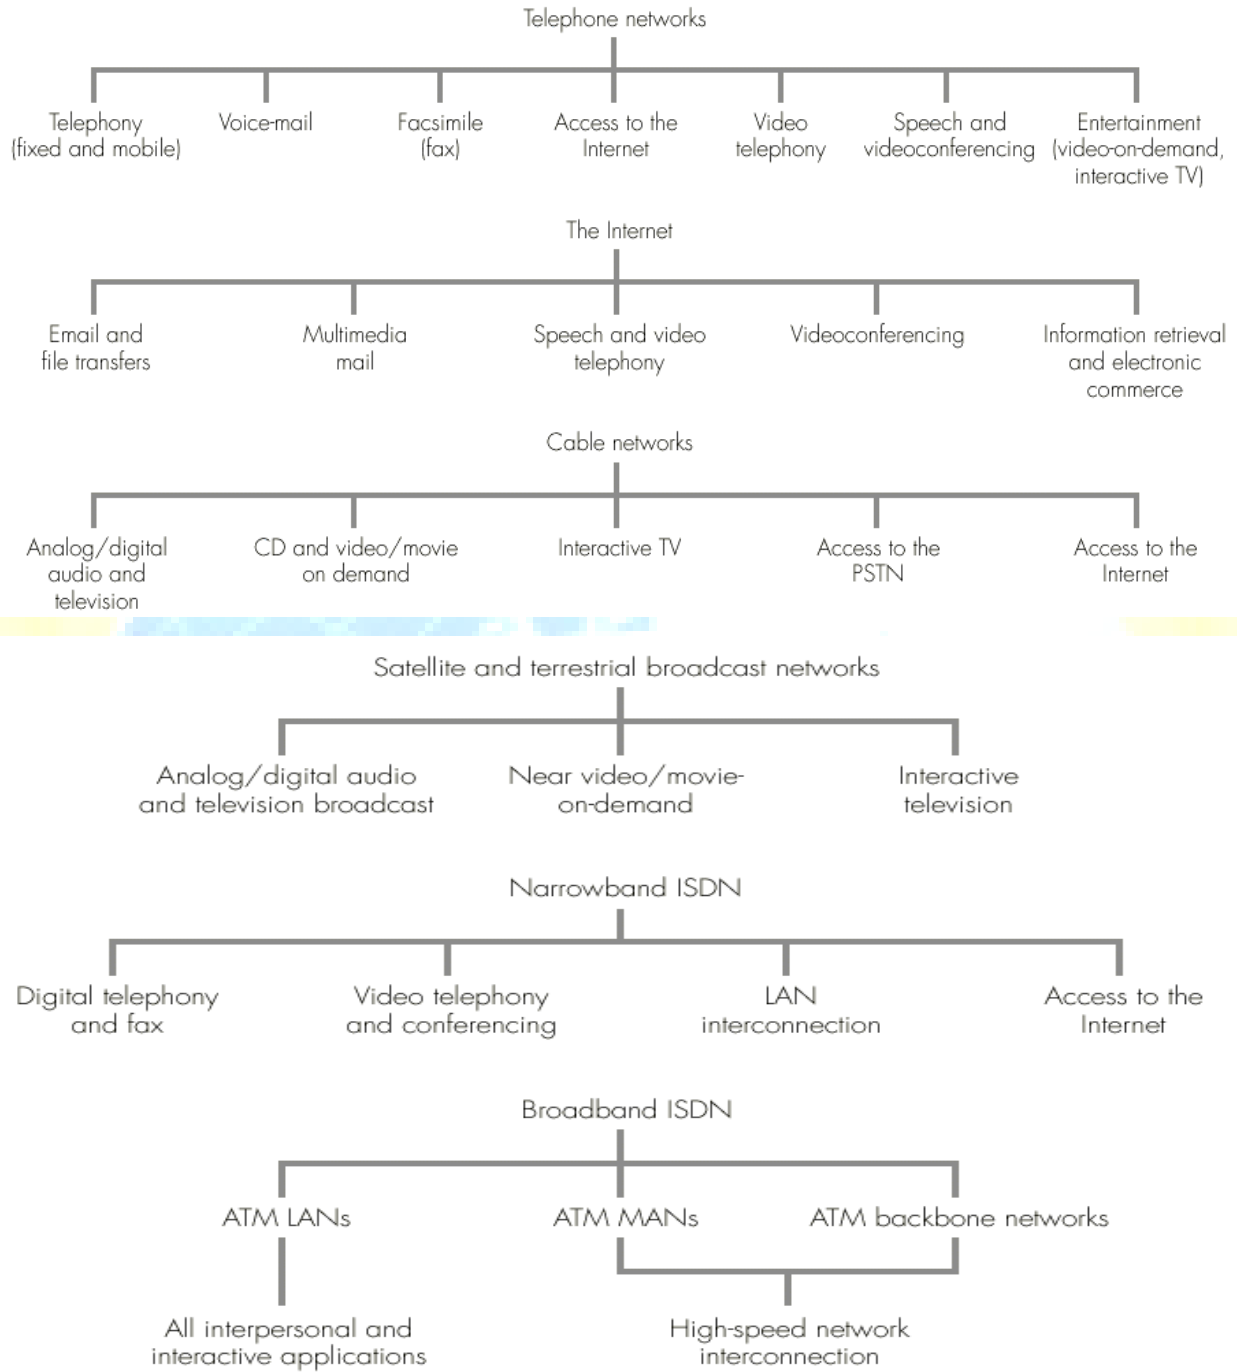 Telephone networks
Telephony
(fixed and mobile)
Voice-mail
Facsimile
(fax)
Access to the
Internet
Video
telephony
Speech and
videoconferencing
Entertainment
(video-on-demand,
interactive TV)
The Internet
Email and
file transfers
Multimedia
mail
Speech and video
telephony
Videoconferencing
Information retrieval
and electronic
commerce
Cable networks
Analog/digital
audio and
television
CD and video/movie
on demand
Interactive TV
Access to the
PSTN
Access to the
Internet
Satellite and terrestrial broadcast networks
Analog/digital audio
and television broadcast
Near video/movie-
on-demand
Interactive
television
Narrowband ISDN
Digital telephony
and fax
Video telephony
and conferencing
LAN
interconnection
Access to the
Internet
Broadband ISDN
ATM LANs
ATM MANs
ATM backbone networks
All interpersonal and
interactive applications
High-speed network
interconnection